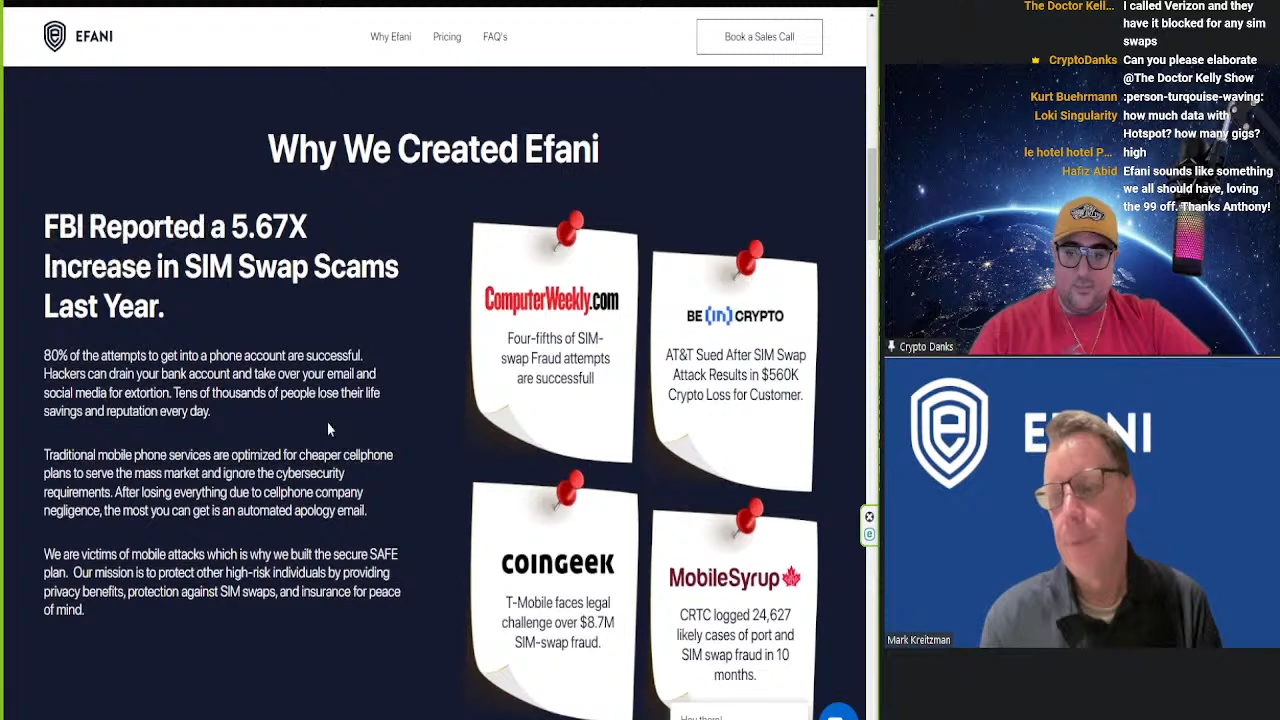 EFANI
Why Efani
Pricing
FAQ's
Book a Sales Call
Why We Created Efani
FBI Reported a 5.67X
Increase in SIM Swap Scams
Last Year.
80% of the attempts to get into a phone account are successful.
Hackers can drain your bank account and take over your email and
social media for extortion. Tens of thousands of people lose their life
savings and reputation every day.
Traditional mobile phone services are optimized for cheaper cellphone
plans to serve the mass market and ignore the cybersecurity
requirements. After losing everything due to cellphone company
negligence, the most you can get is an automated apology email.
We are victims of mobile attacks which is why we built the secure SAFE
plan. Our mission is to protect other high-risk individuals by providing
privacy benefits, protection against SIM swaps, and insurance for peace
of mind.
ComputerWeekly.com
Four-fifths of SIM-
swap Fraud attempts
are successfull
BE [in] CRYPTO
AT&T Sued After SIM Swap
Attack Results in $560K
Crypto Loss for Customer.
COINGEEK
T-Mobile faces legal
challenge over $8.7M
SIM-swap fraud.
MobileSyrup
CRTC logged 24,627
likely cases of port and
SIM swap fraud in 10
months.
Hey there!
The Doctor Kell... I called Verizon and they
have it blocked for any sim
swaps
CryptoDanks Can you please elaborate
@The Doctor Kelly Show
Kurt Buehrmann :person-turqouise-waving:
Loki Singularity how much data with
Hotspot? how many gigs?
le hotel hotel P... high
Hafiz Abid Efani sounds like something
we all should have, loving
the 99 off. Thanks Anthony!
Crypto Danks
EFANI
Mark Kreitzman